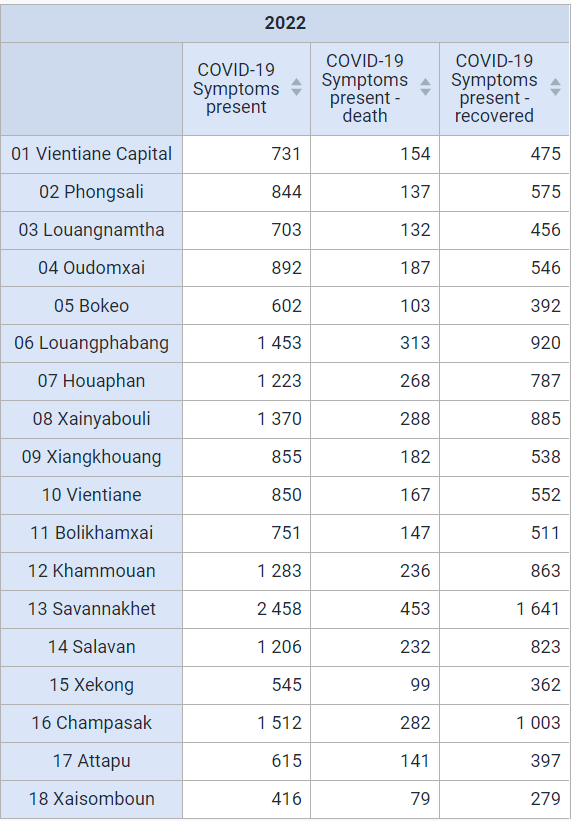 2022
COVID-19 Symptoms present
COVID-19 Symptoms present - death
COVID-19 Symptoms present - recovered
01 Vientiane Capital 731 154 475
02 Phongsali 844 137 575
03 Louangnamtha 703 132 456
04 Oudomxai 892 187 546
05 Bokeo 602 103 392
06 Louangphabang 1 453 313 920
07 Houaphan 1 223 268 787
08 Xainyabouli 1 370 288 885
09 Xiangkhouang 855 182 538
10 Vientiane 850 167 552
11 Bolikhamxai 751 147 511
12 Khammouan 1 283 236 863
13 Savannakhet 2 458 453 1 641
14 Salavan 1 206 232 823
15 Xekong 545 99 362
16 Champasak 1 512 282 1 003
17 Attapu 615 141 397
18 Xaisomboun 416 79 279